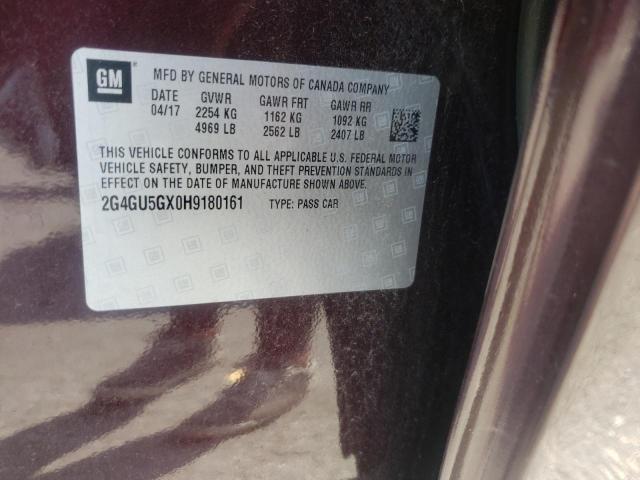 GM
MFD BY GENERAL MOTORS OF CANADA COMPANY
DATE GVWR GAWR FRT GAWR RR
04/17 2254 KG 1162 KG 1092 KG
4969 LB 2562 LB 2407 LB
THIS VEHICLE CONFORMS TO ALL APPLICABLE U.S. FEDERAL MOTOR
VEHICLE SAFETY, BUMPER, AND THEFT PREVENTION STANDARDS IN
EFFECT ON THE DATE OF MANUFACTURE SHOWN ABOVE.
2G4GU5GX0H9180161 TYPE: PASS CAR